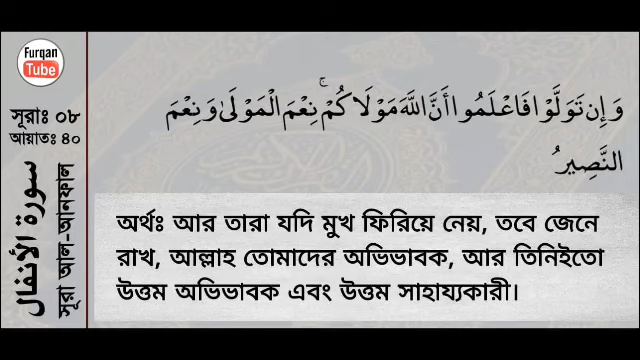 Furqan
Tube
সূরাঃ ০৮
আয়াতঃ ৪০
سورة الأنفال
সূরা আল-আনফাল
وَإِن تَوَلَّوْا فَاعْلَمُوا أَنَّ اللَّهَ مَوْلَاكُمْ ۚ نِعْمَ الْمَوْلَىٰ وَنِعْمَ
النَّصِيرُ
অর্থঃ আর তারা যদি মুখ ফিরিয়ে নেয়, তবে জেনে
রাখ, আল্লাহ তোমাদের অভিভাবক, আর তিনিইতো
উত্তম অভিভাবক এবং উত্তম সাহায্যকারী।